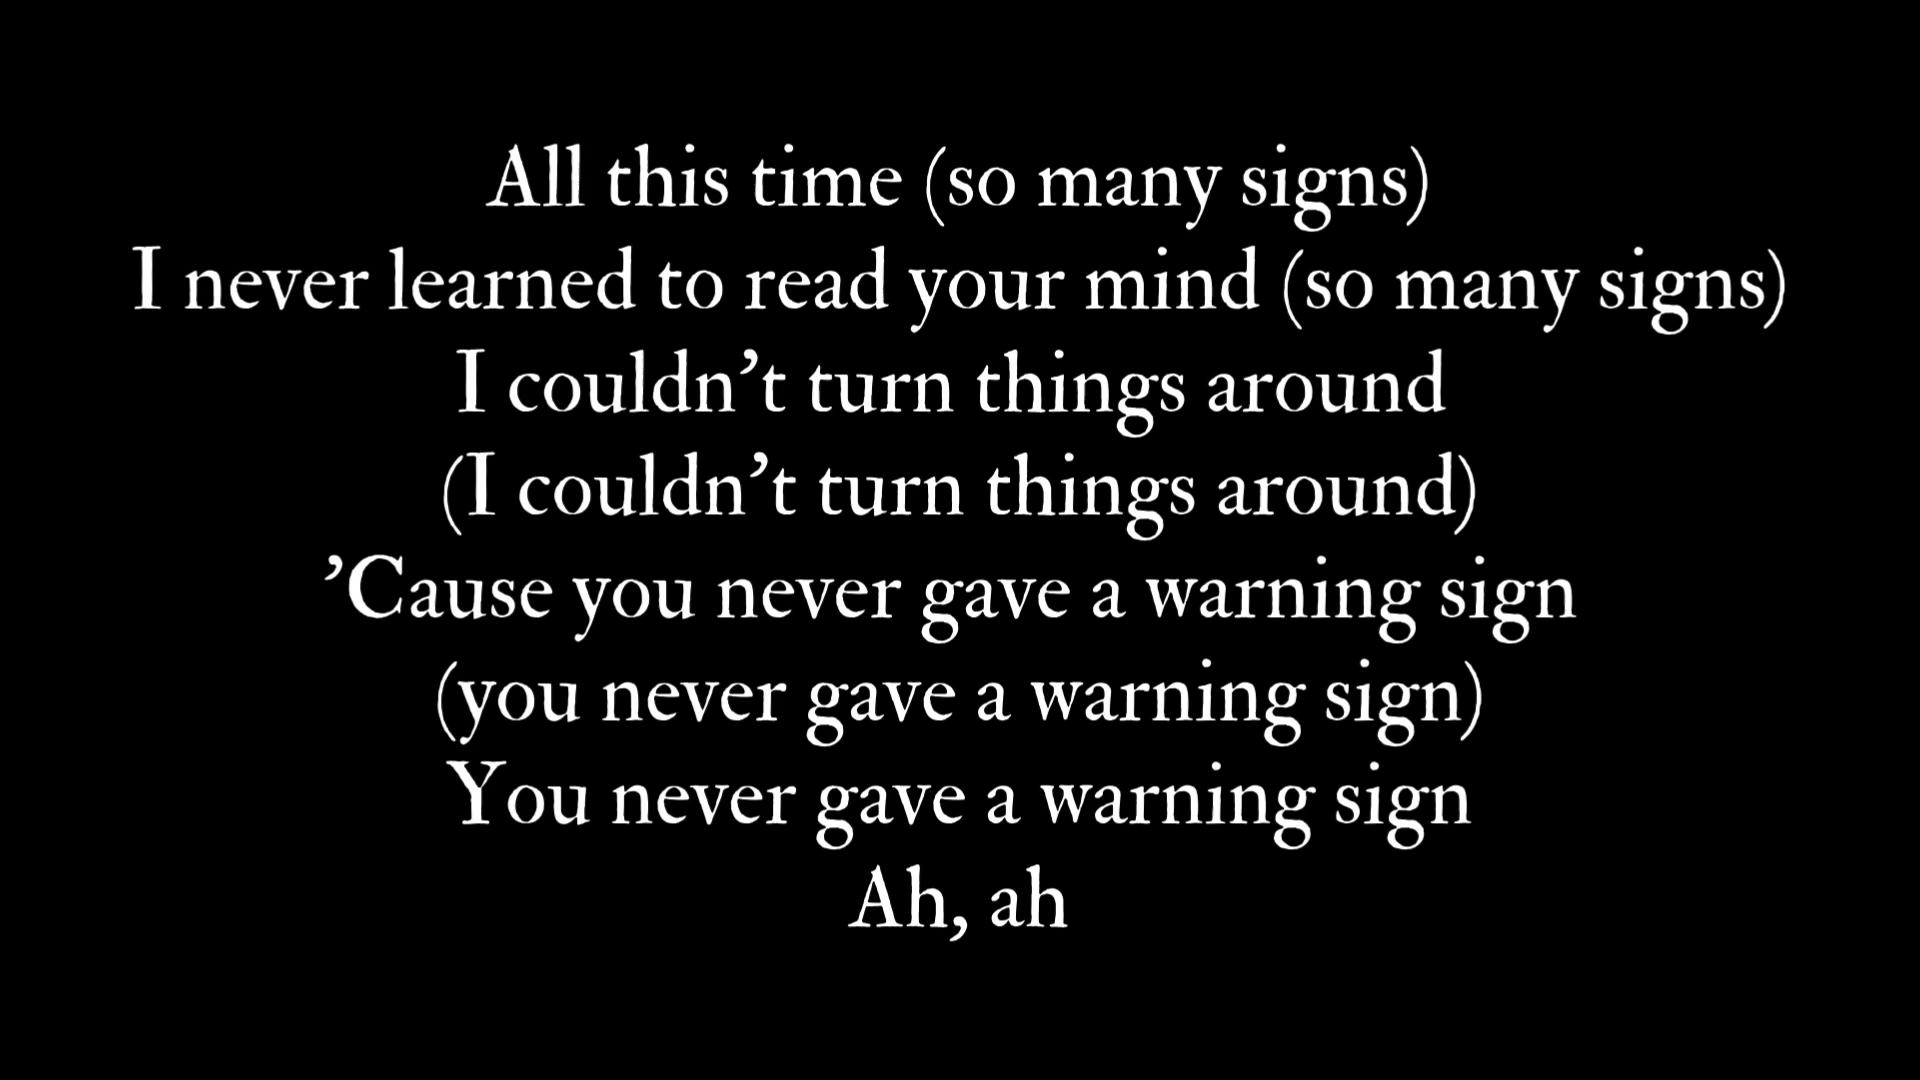 All this time (so many signs)
I never learned to read your mind (so many signs)
I couldn’t turn things around
(I couldn’t turn things around)
’Cause you never gave a warning sign
(you never gave a warning sign)
You never gave a warning sign
Ah, ah